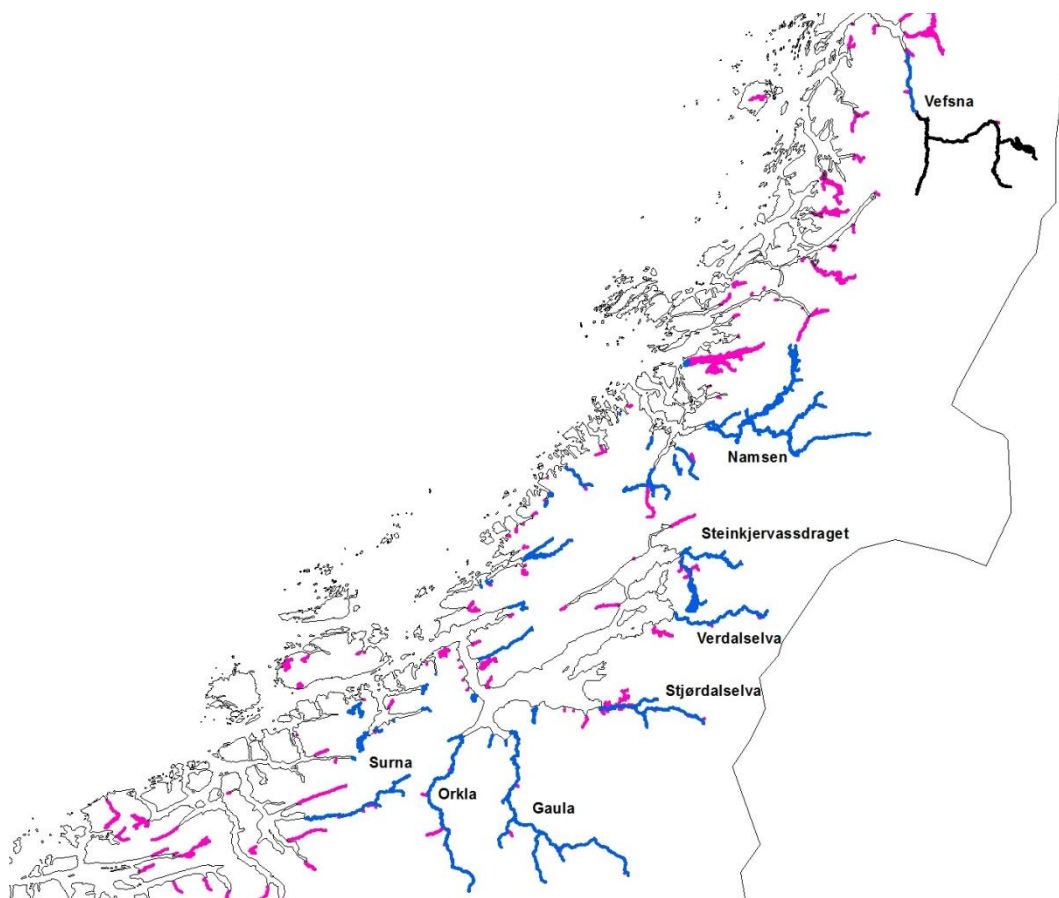 Vefsna
Namsen
Steinkjervassdraget
Verdalselva
Stjørdalselva
Surna
Orkla
Gaula